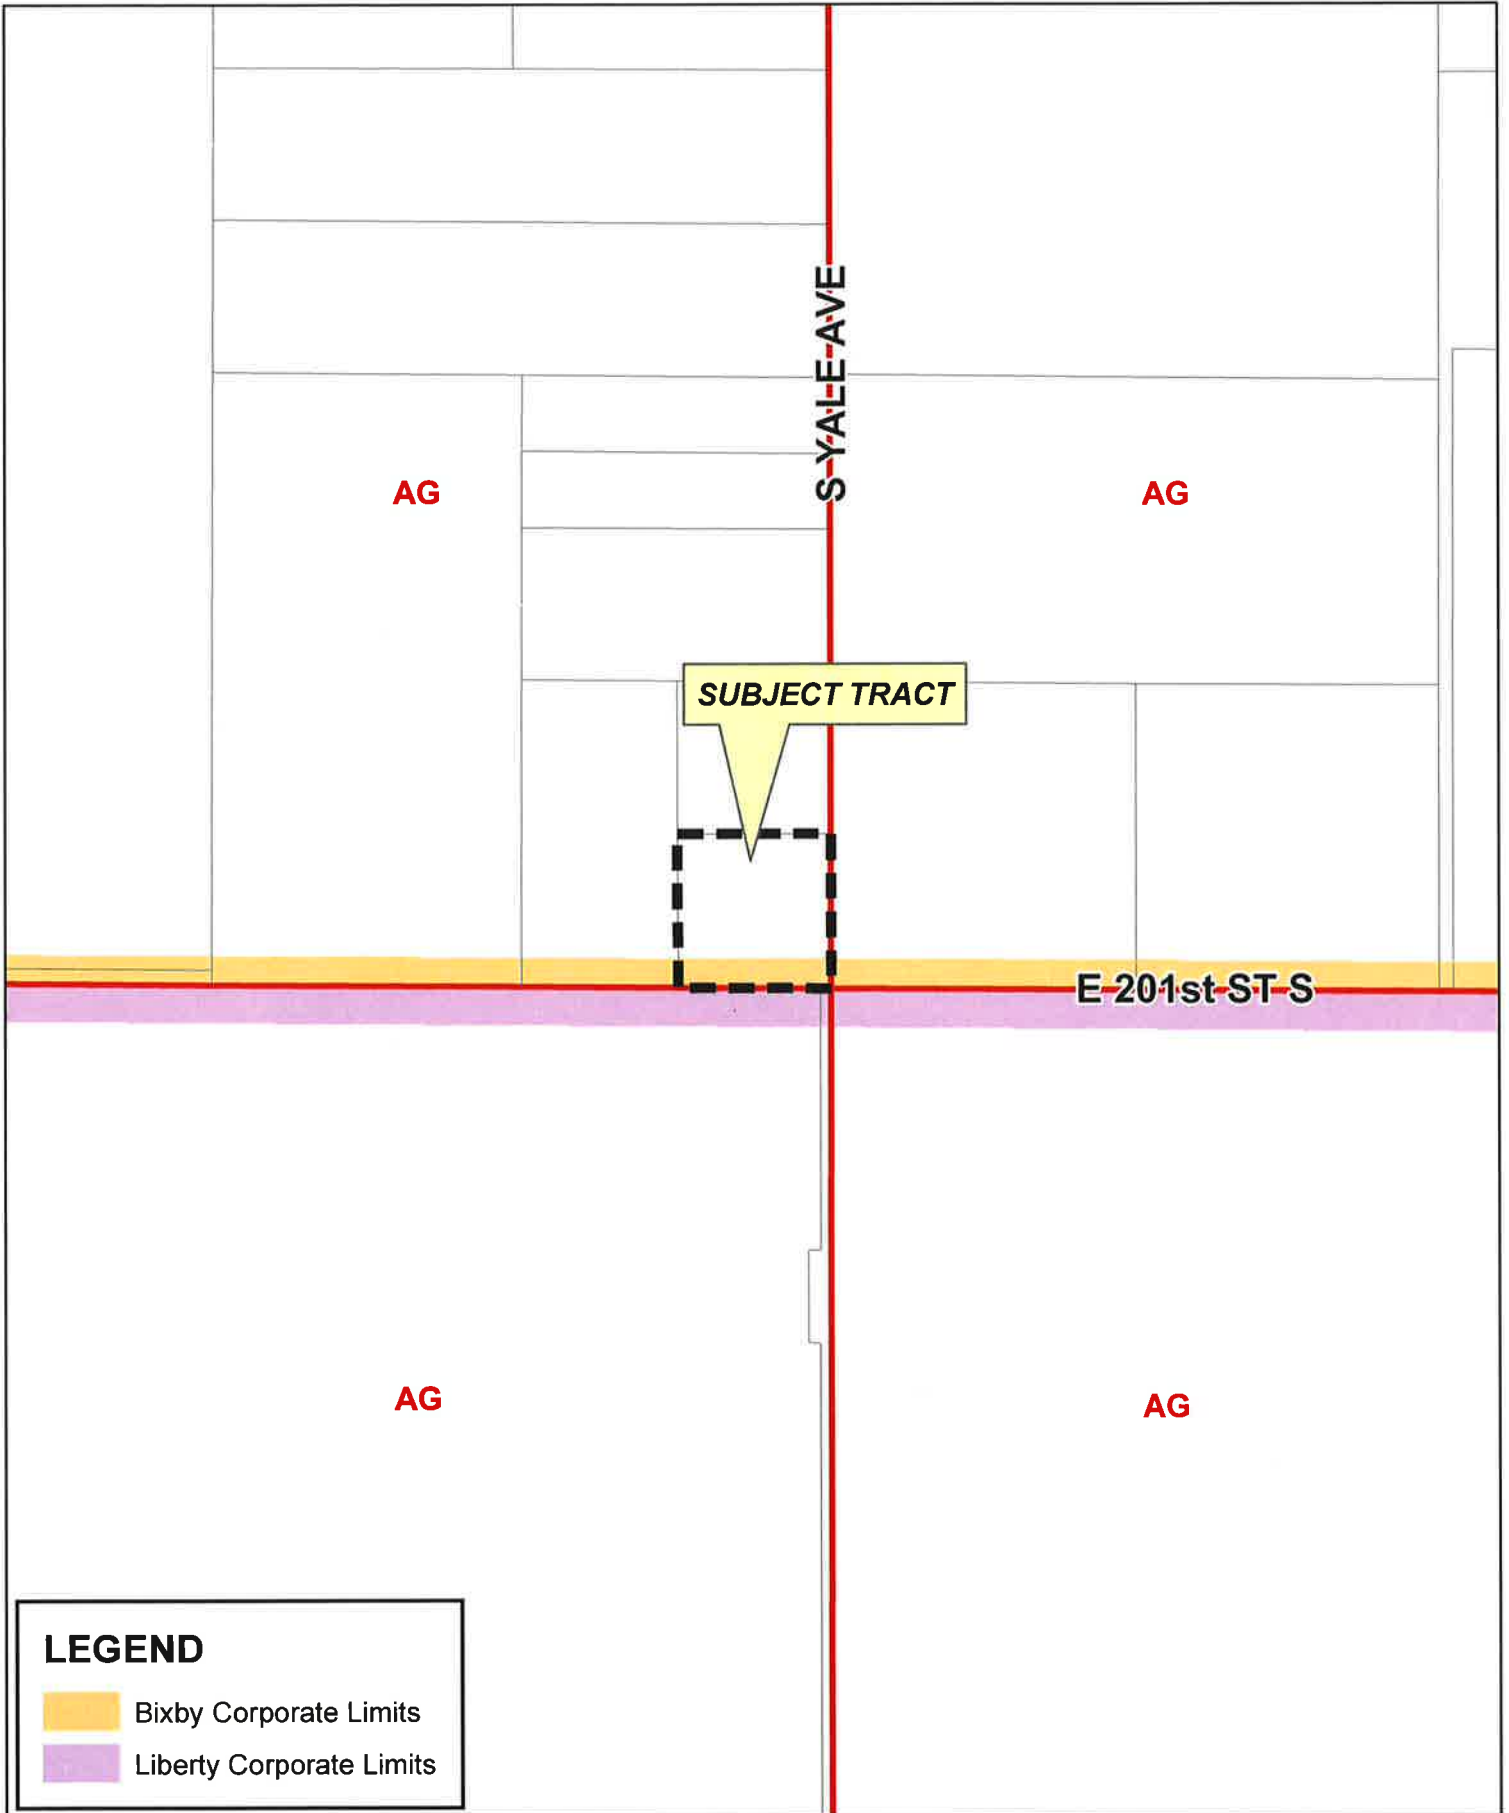 S YALE AVE
AG
AG
SUBJECT TRACT
E 201st ST S
AG
AG
LEGEND
Bixby Corporate Limits
Liberty Corporate Limits